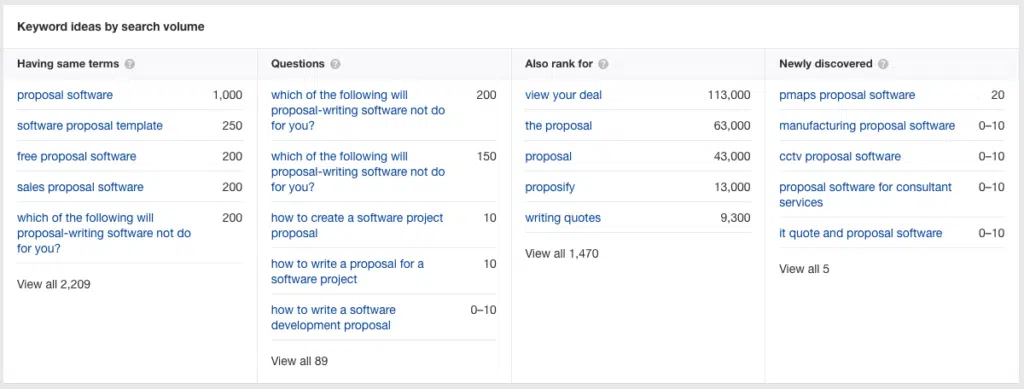 Keyword ideas by search volume
Having same terms ?
proposal software 1,000
software proposal template 250
free proposal software 200
sales proposal software 200
which of the following will 200
proposal-writing software not do
for you?
View all 2,209
Questions ?
which of the following will 200
proposal-writing software not do
for you?
which of the following will 150
proposal-writing software not do
for you?
how to create a software project 10
proposal
how to write a proposal for a 10
software project
how to write a software 0–10
development proposal
View all 89
Also rank for ?
view your deal 113,000
the proposal 63,000
proposal 43,000
proposify 13,000
writing quotes 9,300
View all 1,470
Newly discovered ?
pmaps proposal software 20
manufacturing proposal software 0–10
cctv proposal software 0–10
proposal software for consultant 0–10
services
it quote and proposal software 0–10
View all 5